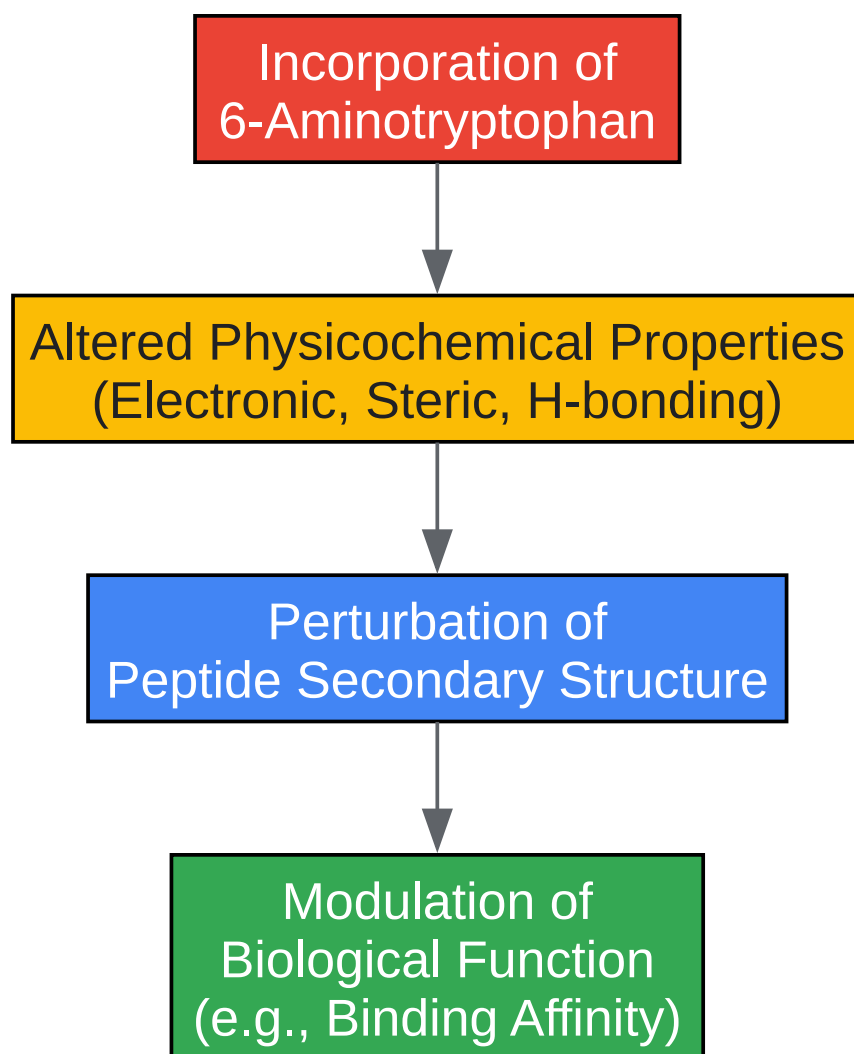 Incorporation of
6-Aminotryptophan
Altered Physicochemical Properties
(Electronic, Steric, H-bonding)
Perturbation of
Peptide Secondary Structure
Modulation of
Biological Function
(e.g., Binding Affinity)